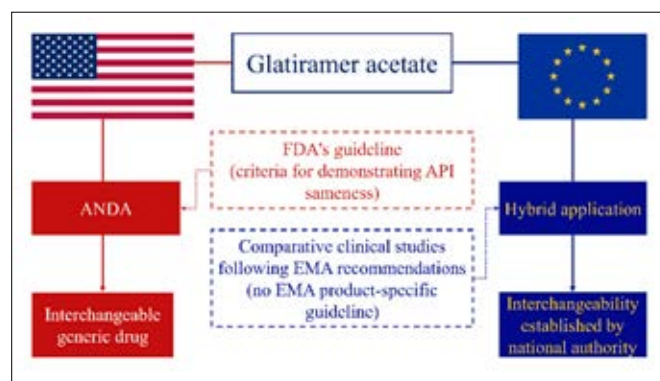 Glatiramer acetate
FDA's guideline
(criteria for demonstrating API
sameness)
ANDA
Hybrid application
Comparative clinical studies
following EMA recommendations
(no EMA product-specific
guideline)
Interchangeable
generic drug
Interchangeability
established by
national authority